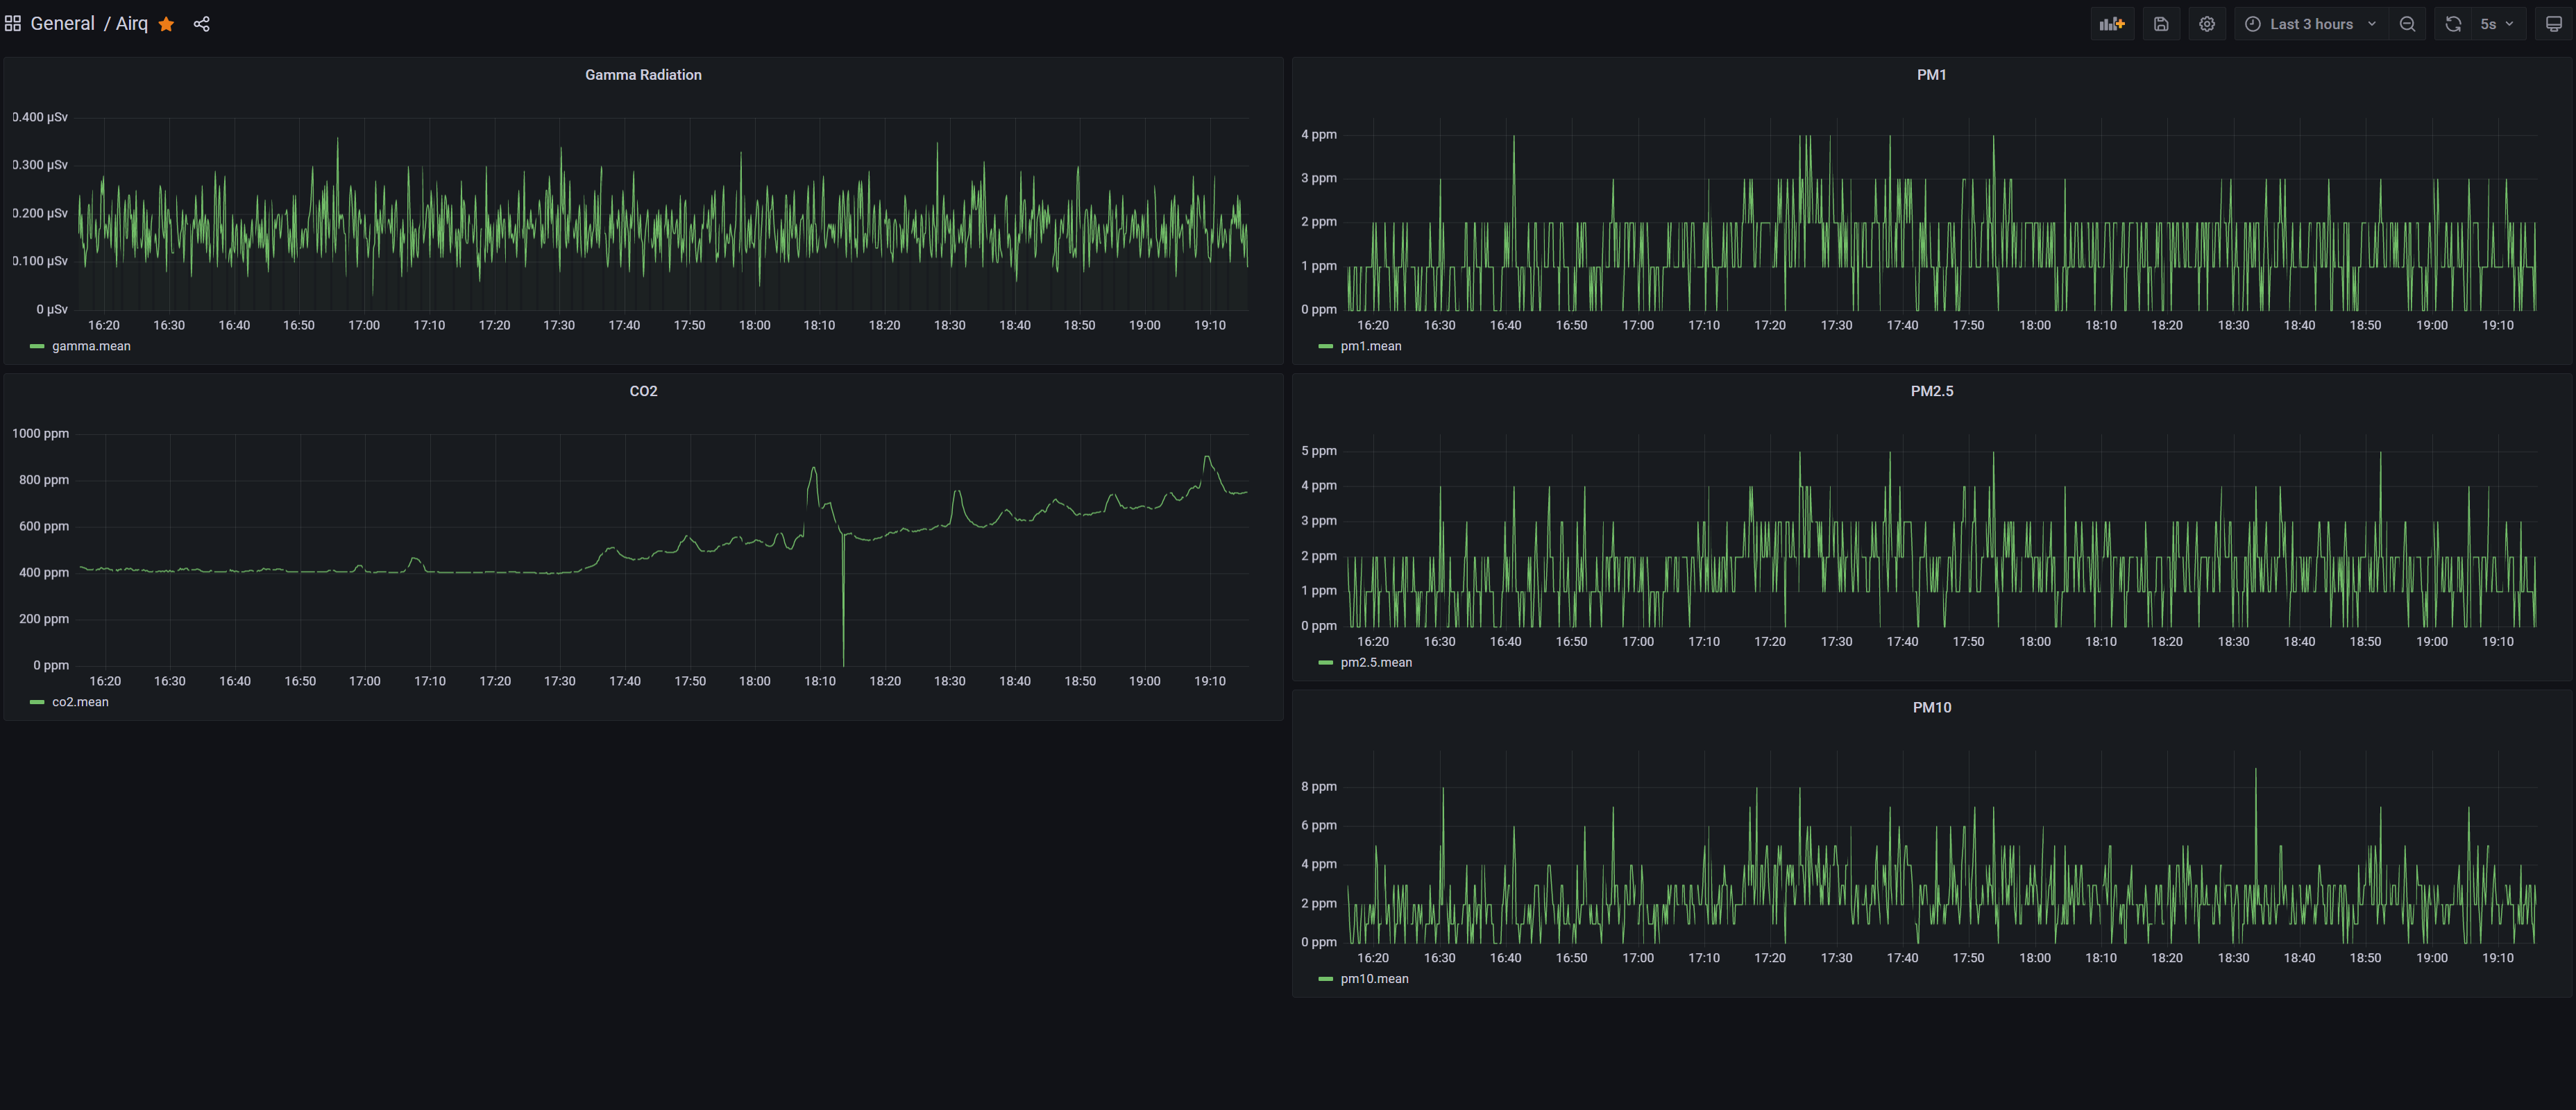 General / Airq
Last 3 hours
5s
Gamma Radiation
0.400 µSv
0.300 µSv
0.200 µSv
0.100 µSv
0 µSv
16:20 16:30 16:40 16:50 17:00 17:10 17:20 17:30 17:40 17:50 18:00 18:10 18:20 18:30 18:40 18:50 19:00 19:10
gamma.mean
PM1
4 ppm
3 ppm
2 ppm
1 ppm
0 ppm
16:20 16:30 16:40 16:50 17:00 17:10 17:20 17:30 17:40 17:50 18:00 18:10 18:20 18:30 18:40 18:50 19:00 19:10
pm1.mean
CO2
1000 ppm
800 ppm
600 ppm
400 ppm
200 ppm
0 ppm
16:20 16:30 16:40 16:50 17:00 17:10 17:20 17:30 17:40 17:50 18:00 18:10 18:20 18:30 18:40 18:50 19:00 19:10
co2.mean
PM2.5
5 ppm
4 ppm
3 ppm
2 ppm
1 ppm
0 ppm
16:20 16:30 16:40 16:50 17:00 17:10 17:20 17:30 17:40 17:50 18:00 18:10 18:20 18:30 18:40 18:50 19:00 19:10
pm2.5.mean
PM10
8 ppm
6 ppm
4 ppm
2 ppm
0 ppm
16:20 16:30 16:40 16:50 17:00 17:10 17:20 17:30 17:40 17:50 18:00 18:10 18:20 18:30 18:40 18:50 19:00 19:10
pm10.mean